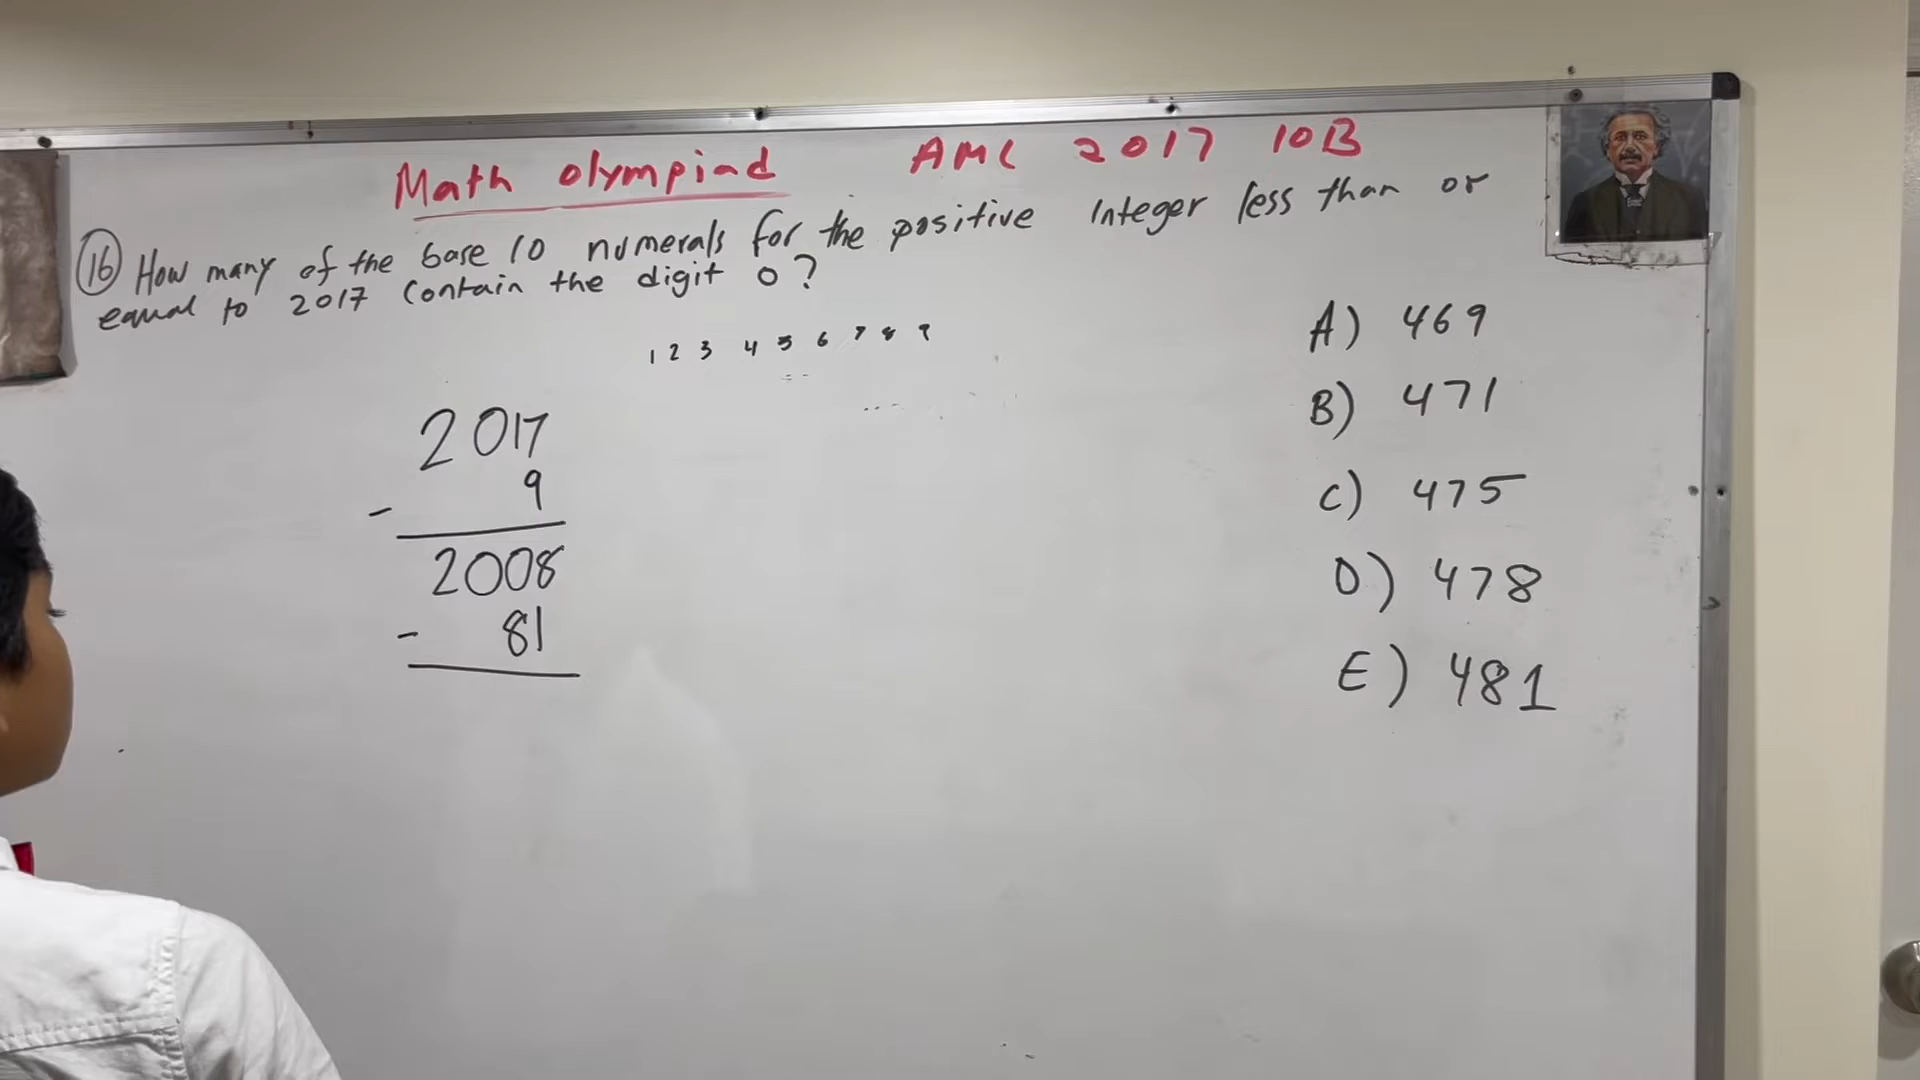 Math Olympiad AMC 2017 10B
16 How many of the base 10 numerals for the positive Integer less than or
equal to 2017 contain the digit 0?
1 2 3 4 5 6 7 8 9
2017
- 9
2008
- 81
A) 469
B) 471
C) 475
D) 478
E) 481